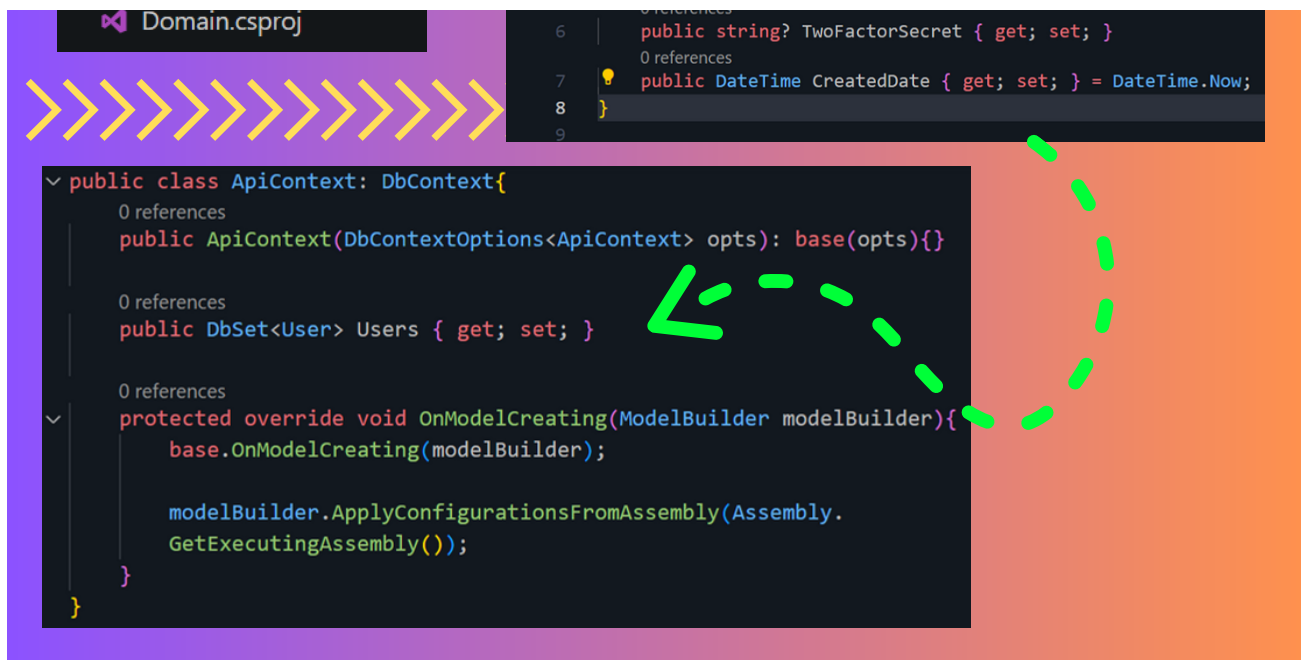 Domain.csproj
0 references
6 public string? TwoFactorSecret { get; set; }
0 references
7 public DateTime CreatedDate { get; set; } = DateTime.Now;
8 }
9
public class ApiContext: DbContext{
0 references
public ApiContext(DbContextOptions<ApiContext> opts): base(opts){}
0 references
public DbSet<User> Users { get; set; }
0 references
protected override void OnModelCreating(ModelBuilder modelBuilder){
base.OnModelCreating(modelBuilder);
modelBuilder.ApplyConfigurationsFromAssembly(Assembly.
GetExecutingAssembly());
}
}